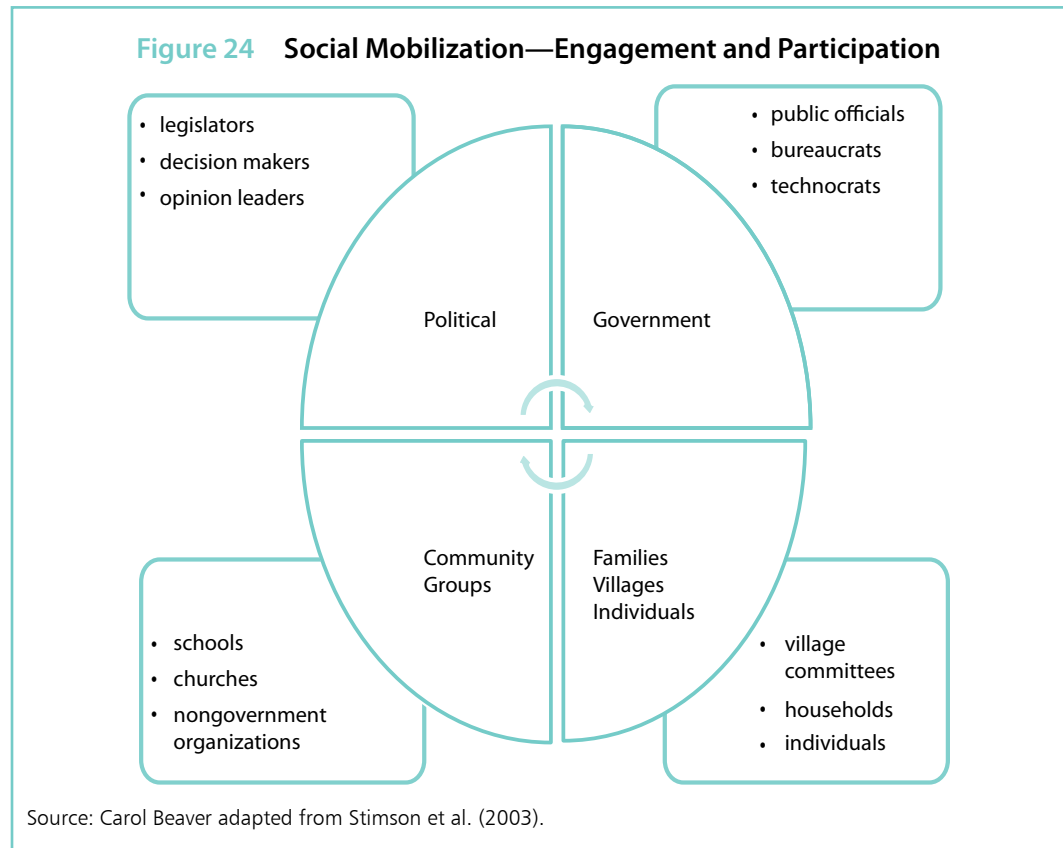 Figure 24 Social Mobilization—Engagement and Participation
• legislators
• decision makers
• opinion leaders
• public officials
• bureaucrats
• technocrats
Political
Government
Community
Groups
Families
Villages
Individuals
• schools
• churches
• nongovernment
organizations
• village
committees
• households
• individuals
Source: Carol Beaver adapted from Stimson et al. (2003).